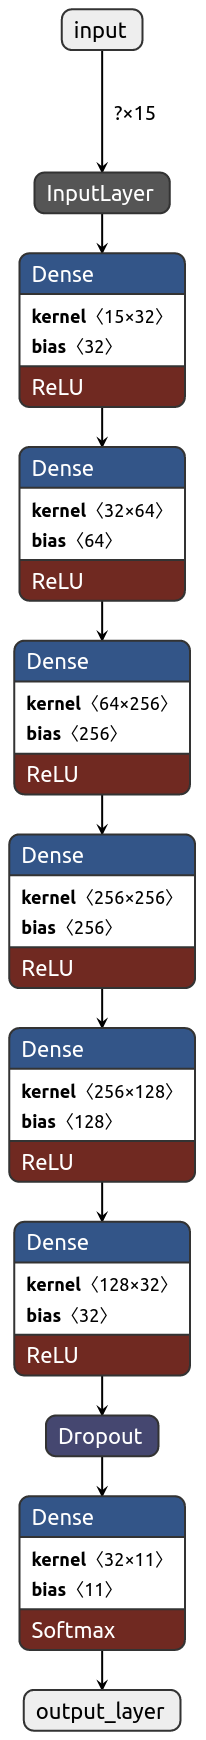 input
?×15
InputLayer
Dense
kernel〈15×32〉
bias〈32〉
ReLU
Dense
kernel〈32×64〉
bias〈64〉
ReLU
Dense
kernel〈64×256〉
bias〈256〉
ReLU
Dense
kernel〈256×256〉
bias〈256〉
ReLU
Dense
kernel〈256×128〉
bias〈128〉
ReLU
Dense
kernel〈128×32〉
bias〈32〉
ReLU
Dropout
Dense
kernel〈32×11〉
bias〈11〉
Softmax
output_layer